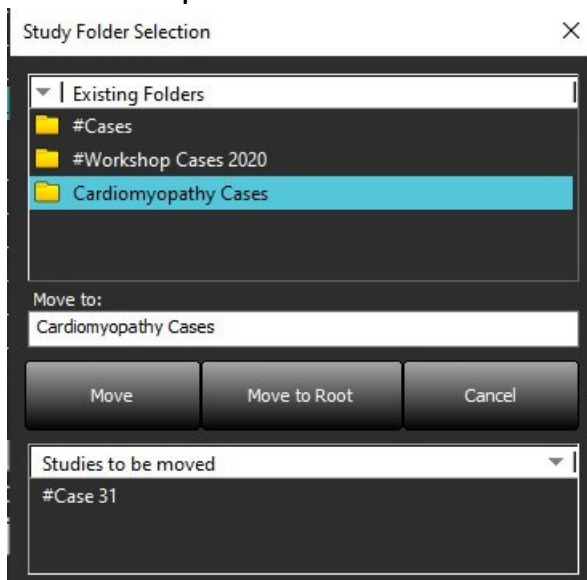 Study Folder Selection
Existing Folders
#Cases
#Workshop Cases 2020
Cardiomyopathy Cases
Move to:
Cardiomyopathy Cases
Move
Move to Root
Cancel
Studies to be moved
#Case 31